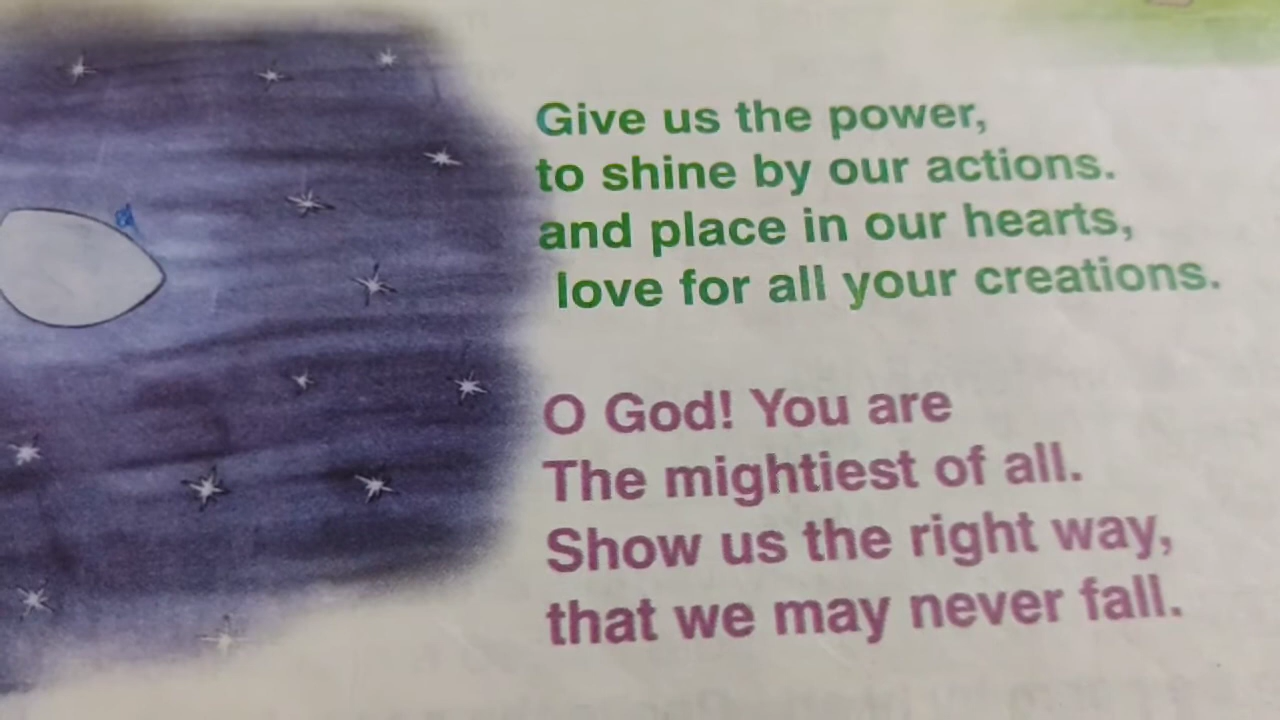 Give us the power,
to shine by our actions.
and place in our hearts,
love for all your creations.
O God! You are
The mightiest of all.
Show us the right way,
that we may never fall.